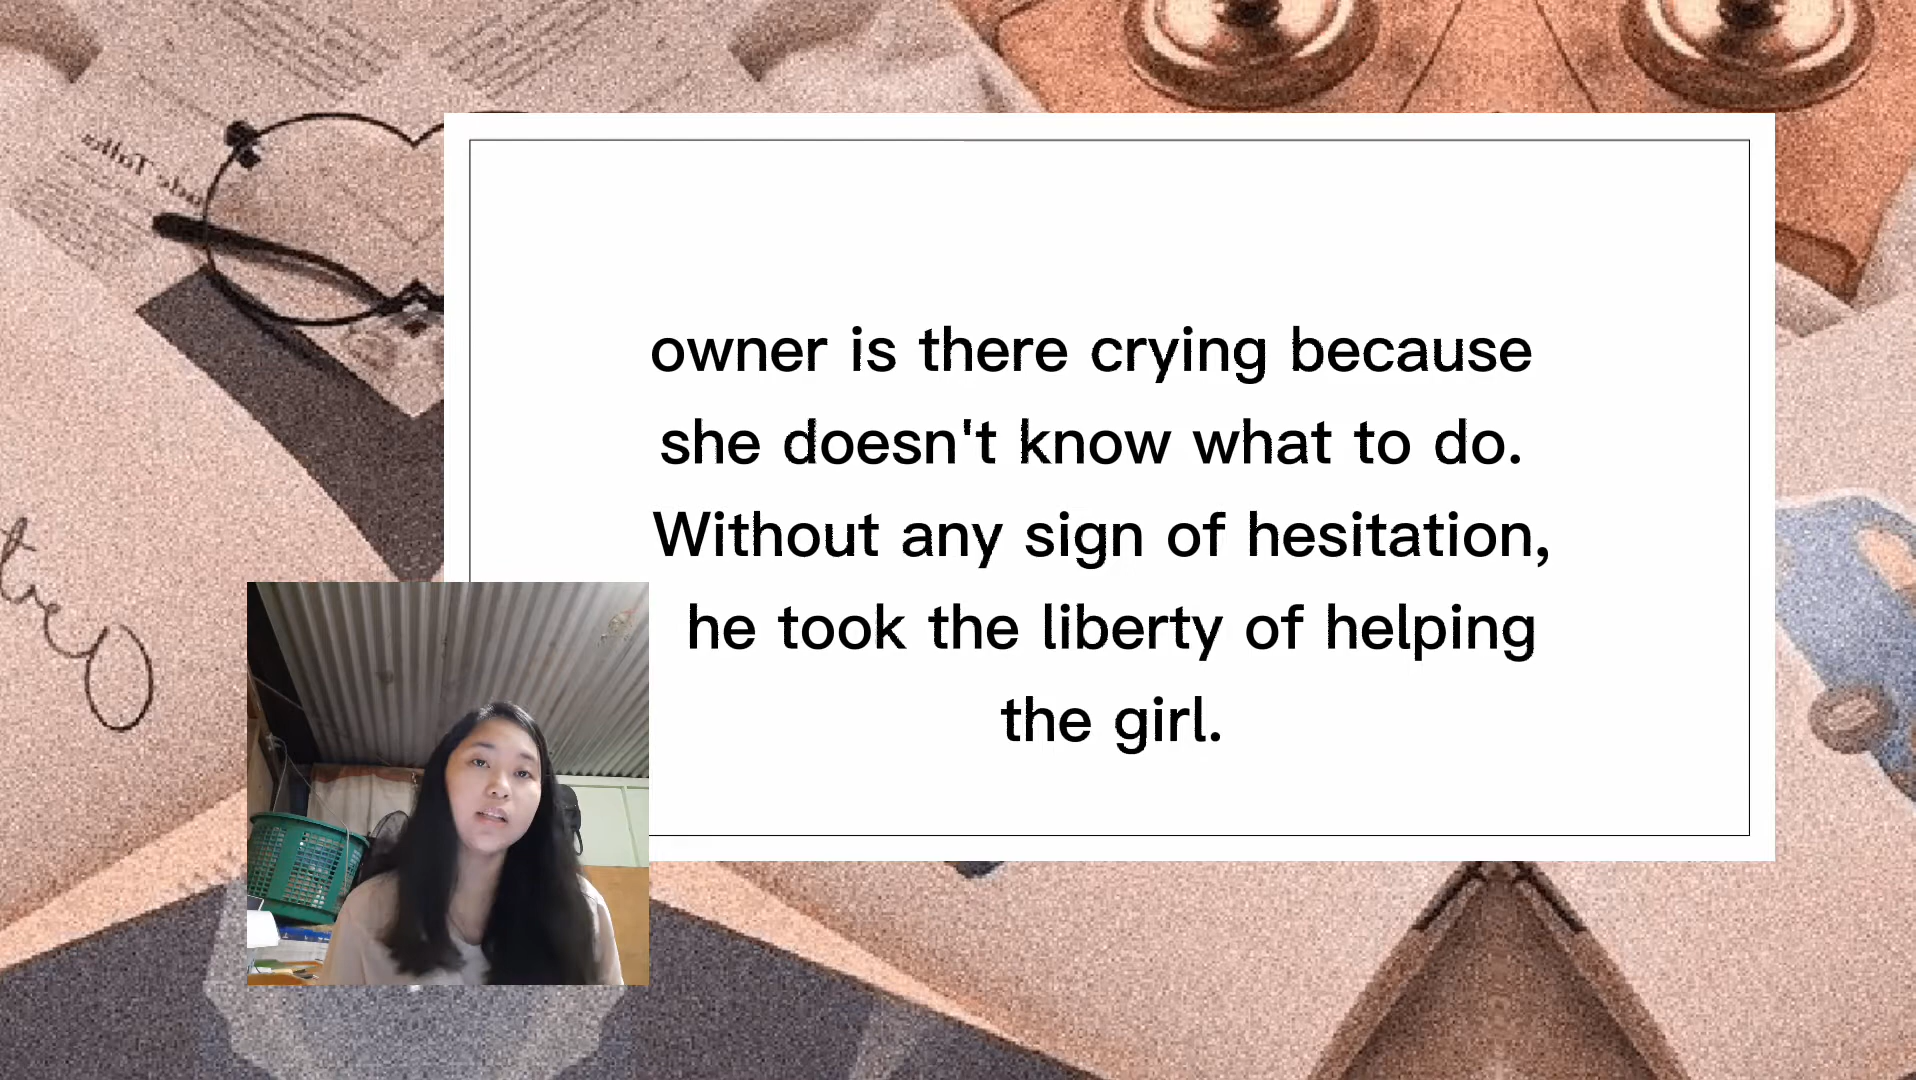 owner is there crying because
she doesn't know what to do.
Without any sign of hesitation,
he took the liberty of helping
the girl.